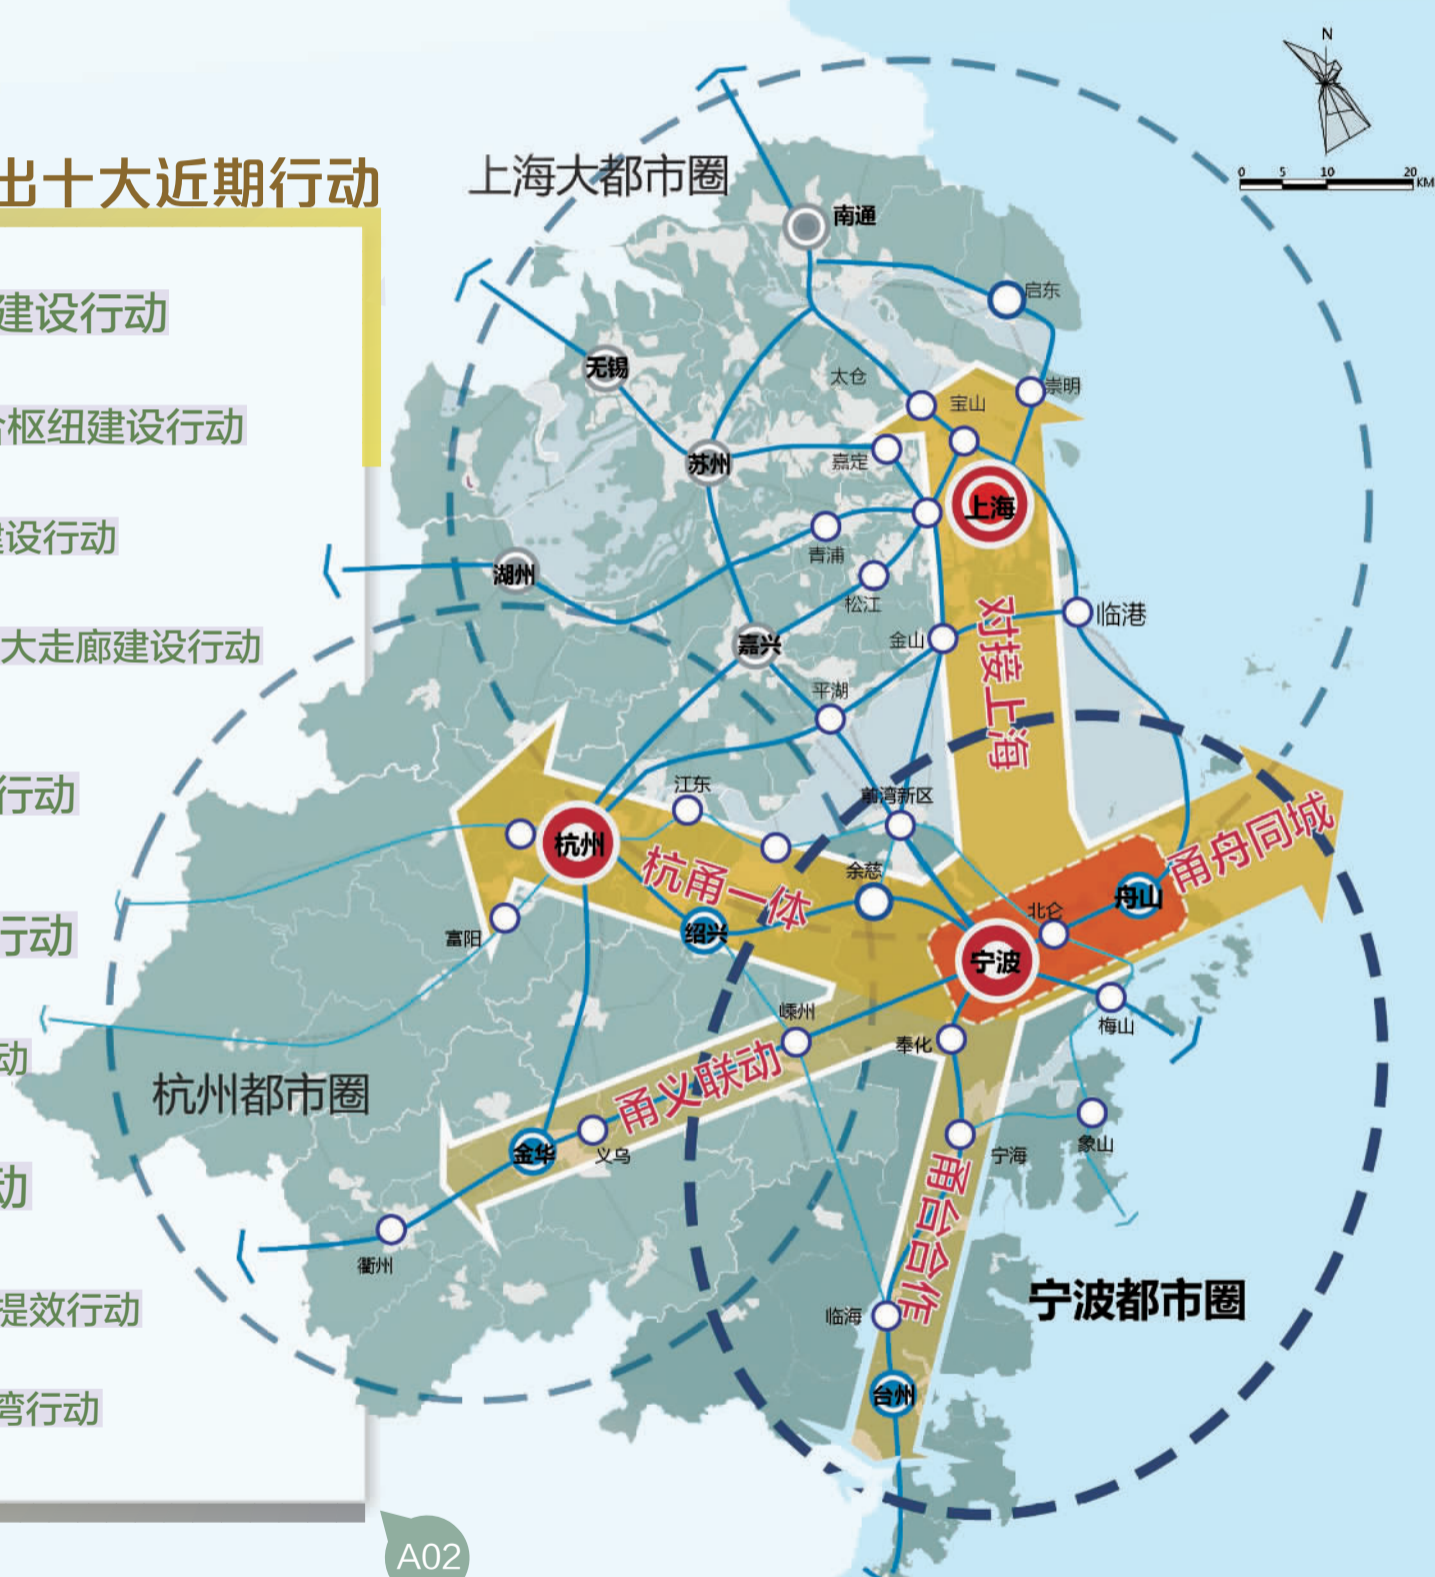 出十大近期行动
建设行动
枢纽建设行动
建设行动
大走廊建设行动
行动
行动
动
动
提效行动
湾行动
A02
N
0 5 10 20
KM
上海大都市圈
南通
启东
无锡
太仓
宝山
崇明
苏州
嘉定
上海
青浦
湖州
松江
对接上海
临港
嘉兴
金山
平湖
江东
前湾新区
杭州
杭甬一体
余慈
甬舟同城
舟山
北仑
绍兴
富阳
宁波
嵊州
奉化
梅山
杭州都市圈
甬义联动
金华
义乌
宁海
象山
甬台合作
衢州
临海
宁波都市圈
台州